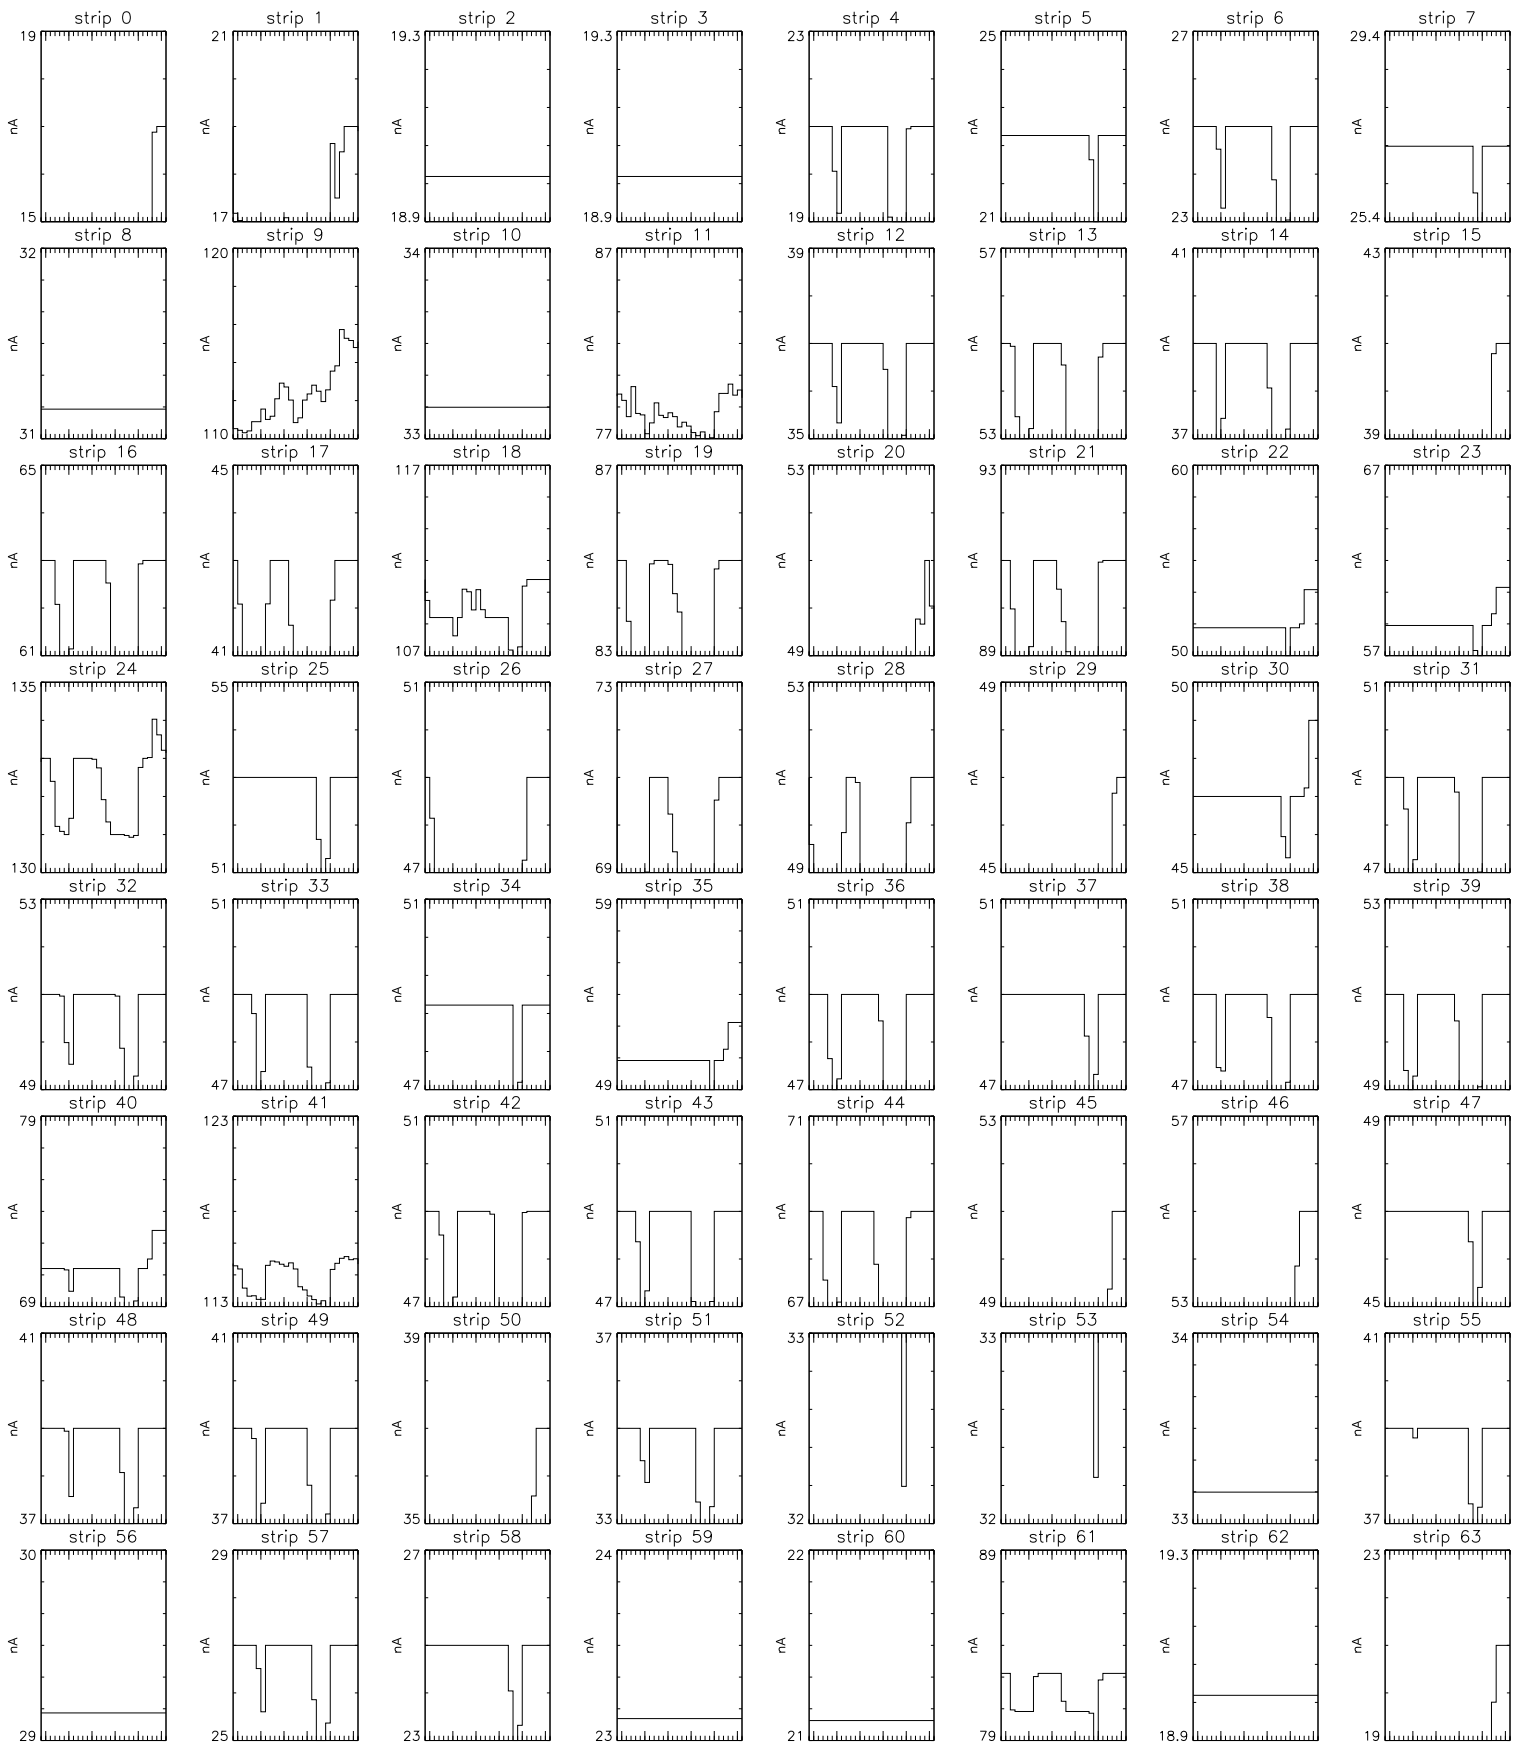 strip 0 strip 1 strip 2 strip 3 strip 4 strip 5 strip 6 strip 7
19 21 19.3 19.3 23 25 27 29.4
nA nA nA nA nA nA nA nA
15 17 18.9 18.9 19 21 23 25.4
strip 8 strip 9 strip 10 strip 11 strip 12 strip 13 strip 14 strip 15
32 120 34 87 39 57 41 43
nA nA nA nA nA nA nA nA
31 110 33 77 35 53 37 39
strip 16 strip 17 strip 18 strip 19 strip 20 strip 21 strip 22 strip 23
65 45 117 87 53 93 60 67
nA nA nA nA nA nA nA nA
61 41 107 83 49 89 50 57
strip 24 strip 25 strip 26 strip 27 strip 28 strip 29 strip 30 strip 31
135 55 51 73 53 49 50 51
nA nA nA nA nA nA nA nA
130 51 47 69 49 45 45 47
strip 32 strip 33 strip 34 strip 35 strip 36 strip 37 strip 38 strip 39
53 51 51 59 51 51 51 53
nA nA nA nA nA nA nA nA
49 47 47 49 47 47 47 49
strip 40 strip 41 strip 42 strip 43 strip 44 strip 45 strip 46 strip 47
79 123 51 51 71 53 57 49
nA nA nA nA nA nA nA nA
69 113 47 47 67 49 53 45
strip 48 strip 49 strip 50 strip 51 strip 52 strip 53 strip 54 strip 55
41 41 39 37 33 33 34 41
nA nA nA nA nA nA nA nA
37 37 35 33 32 32 33 37
strip 56 strip 57 strip 58 strip 59 strip 60 strip 61 strip 62 strip 63
30 29 27 24 22 89 19.3 23
nA nA nA nA nA nA nA nA
29 25 23 23 21 79 18.9 19